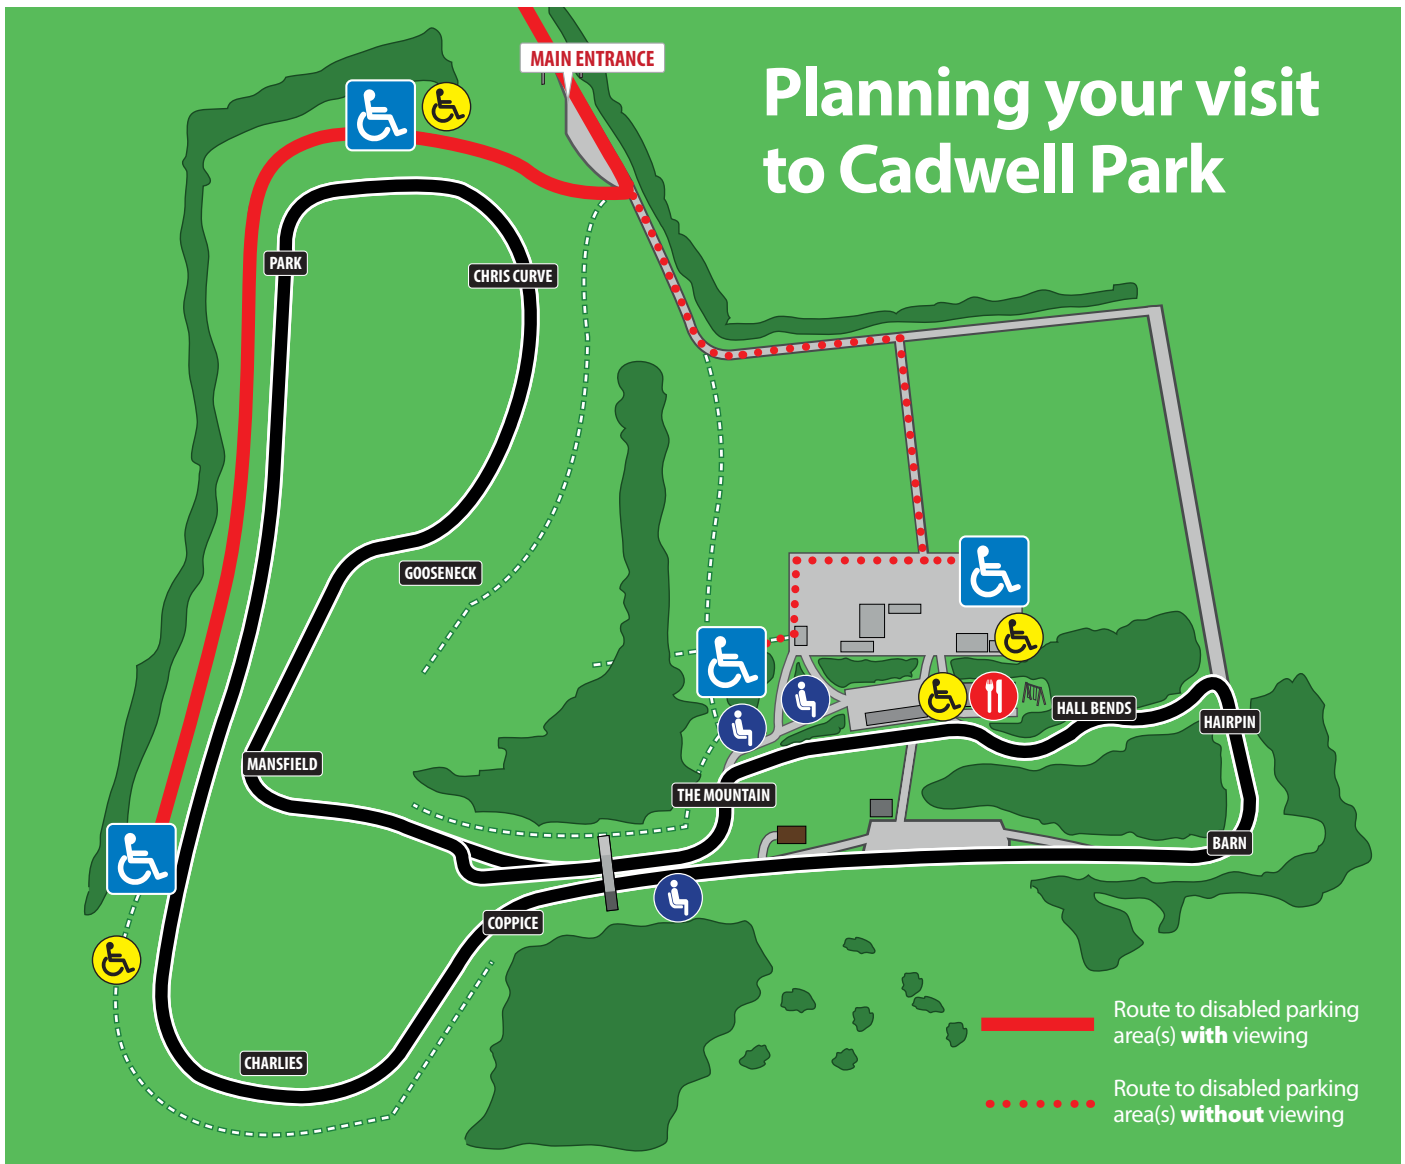 MAIN ENTRANCE
Planning your visit
to Cadwell Park
PARK
CHRIS CURVE
GOOSENECK
MANSFIELD
THE MOUNTAIN
HALL BENDS
HAIRPIN
BARN
COPPICE
CHARLIES
Route to disabled parking
area(s) with viewing
Route to disabled parking
area(s) without viewing